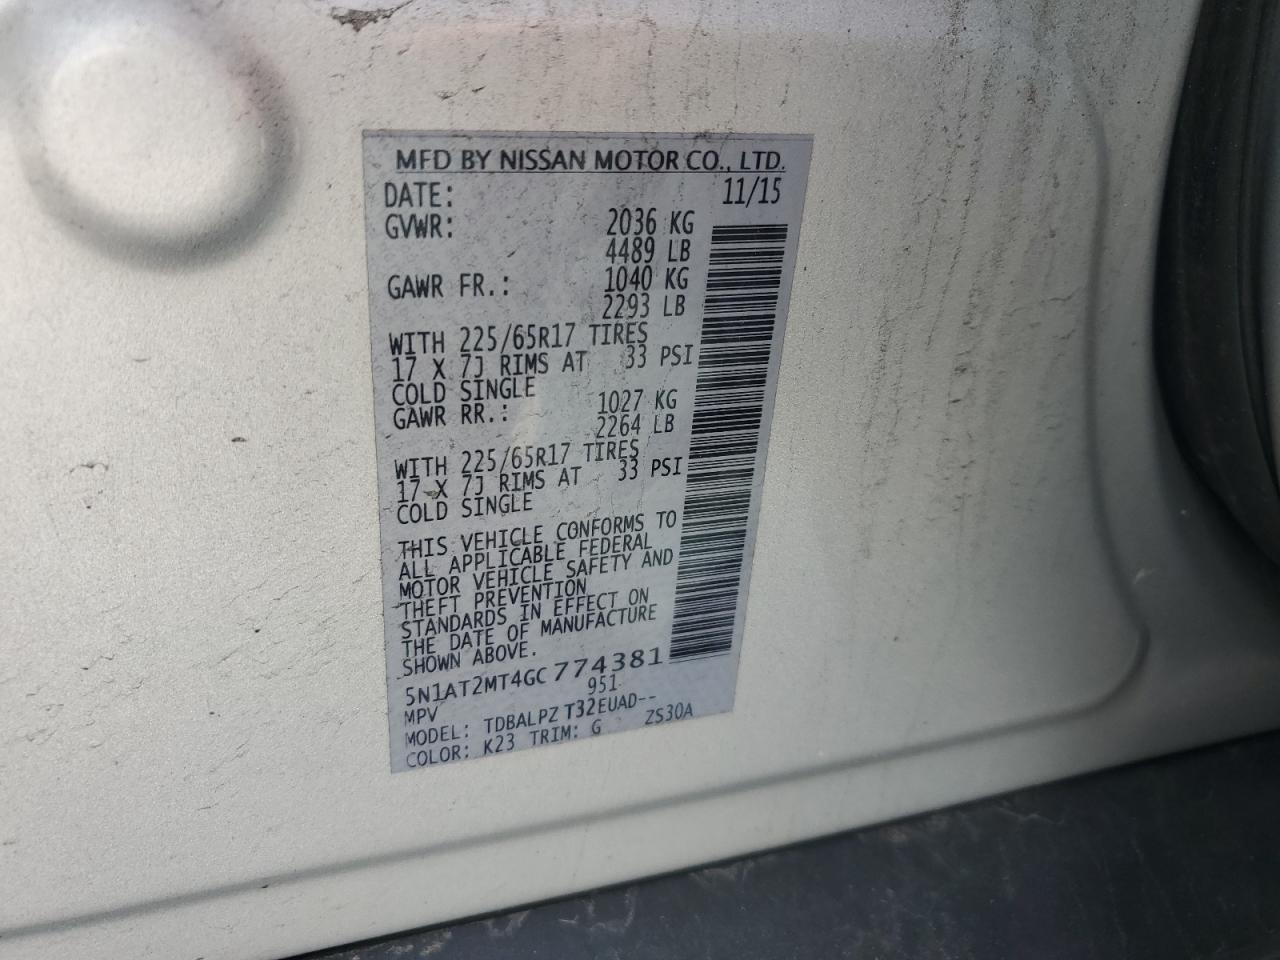 MFD BY NISSAN MOTOR CO., LTD.
DATE: 11/15
GVWR: 2036 KG
4489 LB
GAWR FR.: 1040 KG
2293 LB
WITH 225/65R17 TIRES
17 X 7J RIMS AT 33 PSI
COLD SINGLE
GAWR RR.: 1027 KG
2264 LB
WITH 225/65R17 TIRES
17 X 7J RIMS AT 33 PSI
COLD SINGLE
THIS VEHICLE CONFORMS TO
ALL APPLICABLE FEDERAL
MOTOR VEHICLE SAFETY AND
THEFT PREVENTION
STANDARDS IN EFFECT ON
THE DATE OF MANUFACTURE
SHOWN ABOVE.
5N1AT2MT4GC774381
MPV 951
MODEL: TDBALPZ T32EUAD--
COLOR: K23 TRIM: G ZS30A